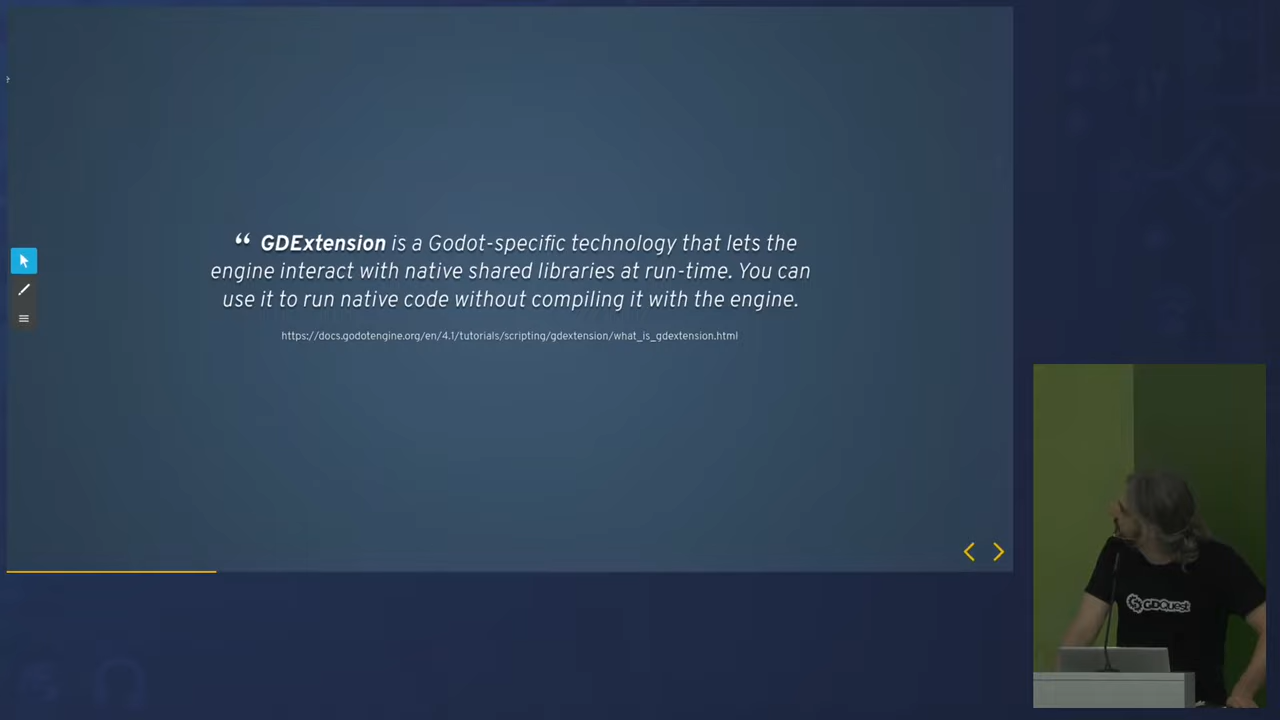 “ GDExtension is a Godot-specific technology that lets the
engine interact with native shared libraries at run-time. You can
use it to run native code without compiling it with the engine.
https://docs.godotengine.org/en/4.1/tutorials/scripting/gdextension/what_is_gdextension.html
GDQuest